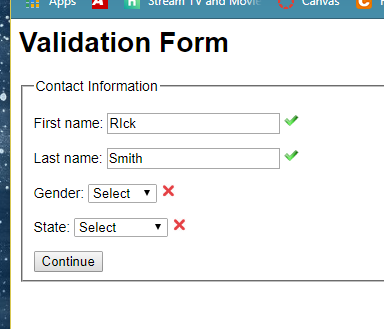 Apps A h Stream TV and Movie Canvas C
Validation Form
Contact Information
First name: RIck
Last name: Smith
Gender: Select
State: Select
Continue